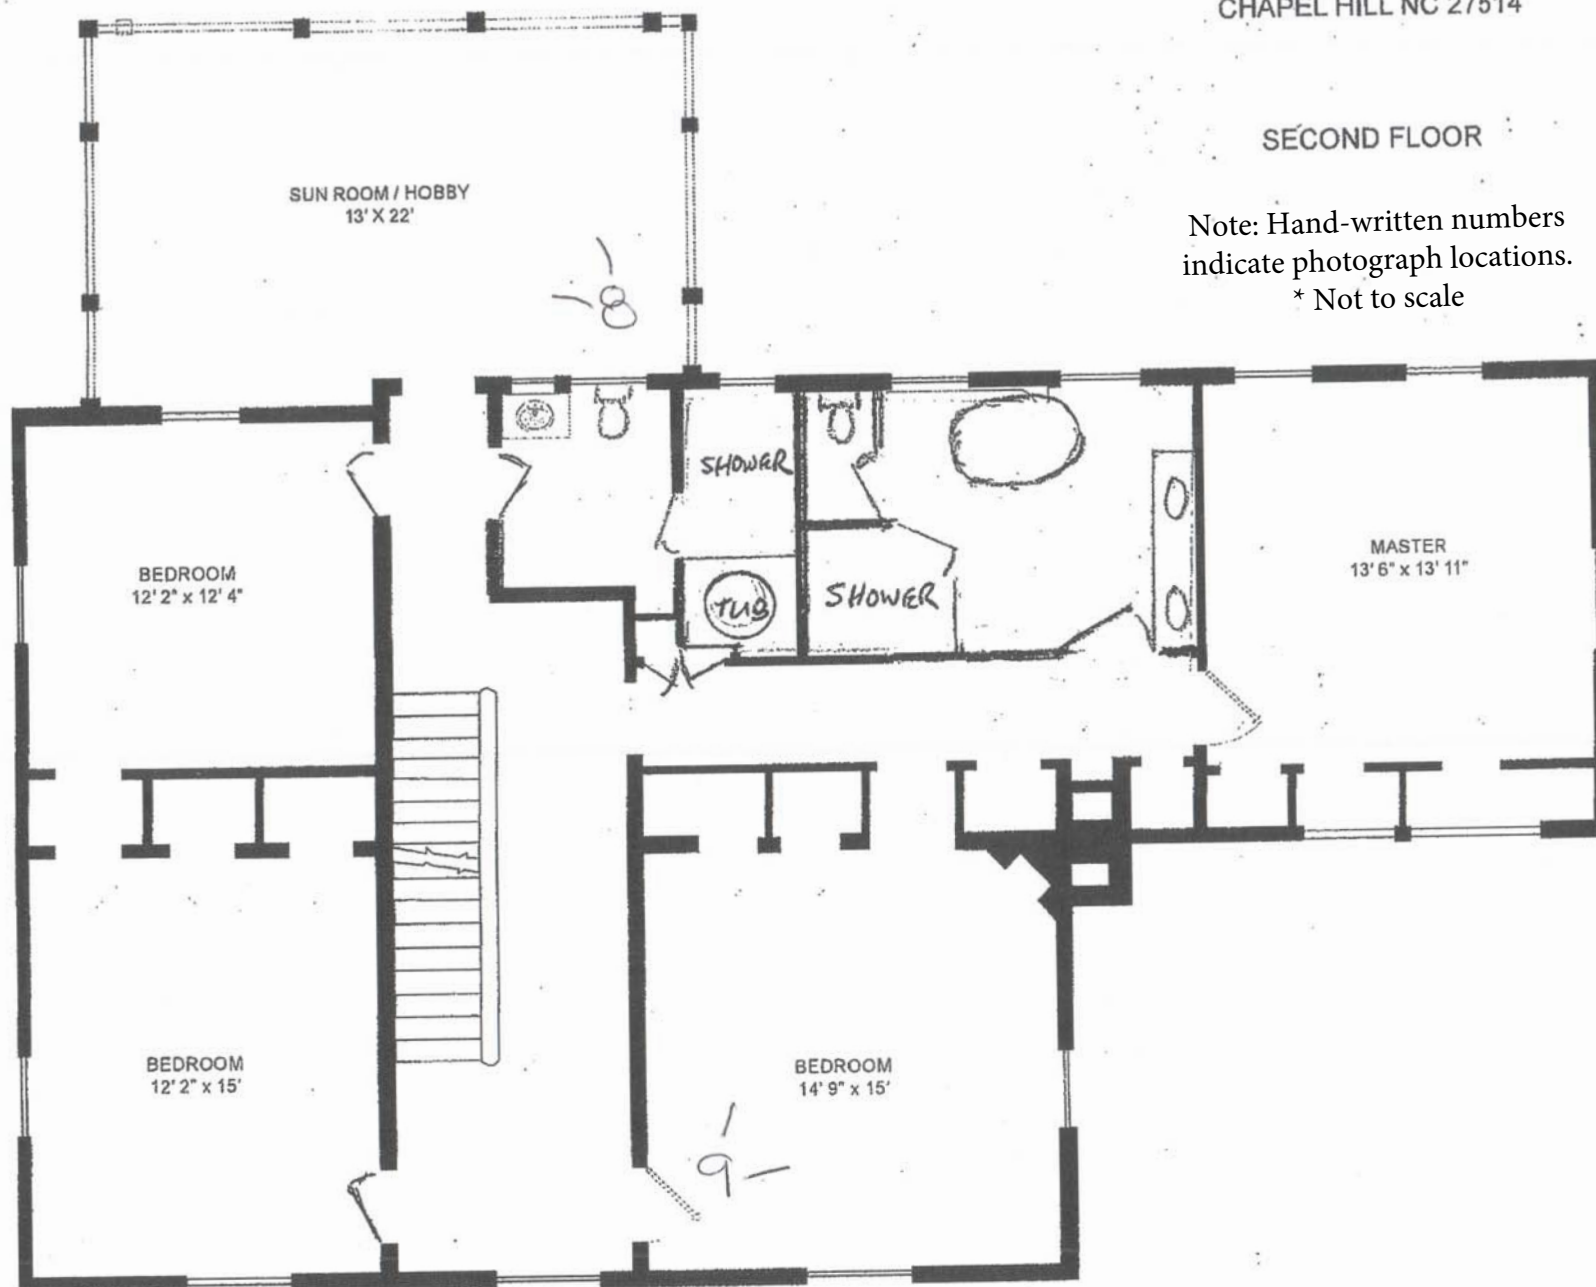 CHAPEL HILL NC 27514
SECOND FLOOR
Note: Hand-written numbers
indicate photograph locations.
* Not to scale
SUN ROOM / HOBBY
13' X 22'
8
SHOWER
TUB
SHOWER
MASTER
13' 6" x 13' 11"
BEDROOM
12' 2" x 12' 4"
BEDROOM
12' 2" x 15'
BEDROOM
14' 9" x 15'
9